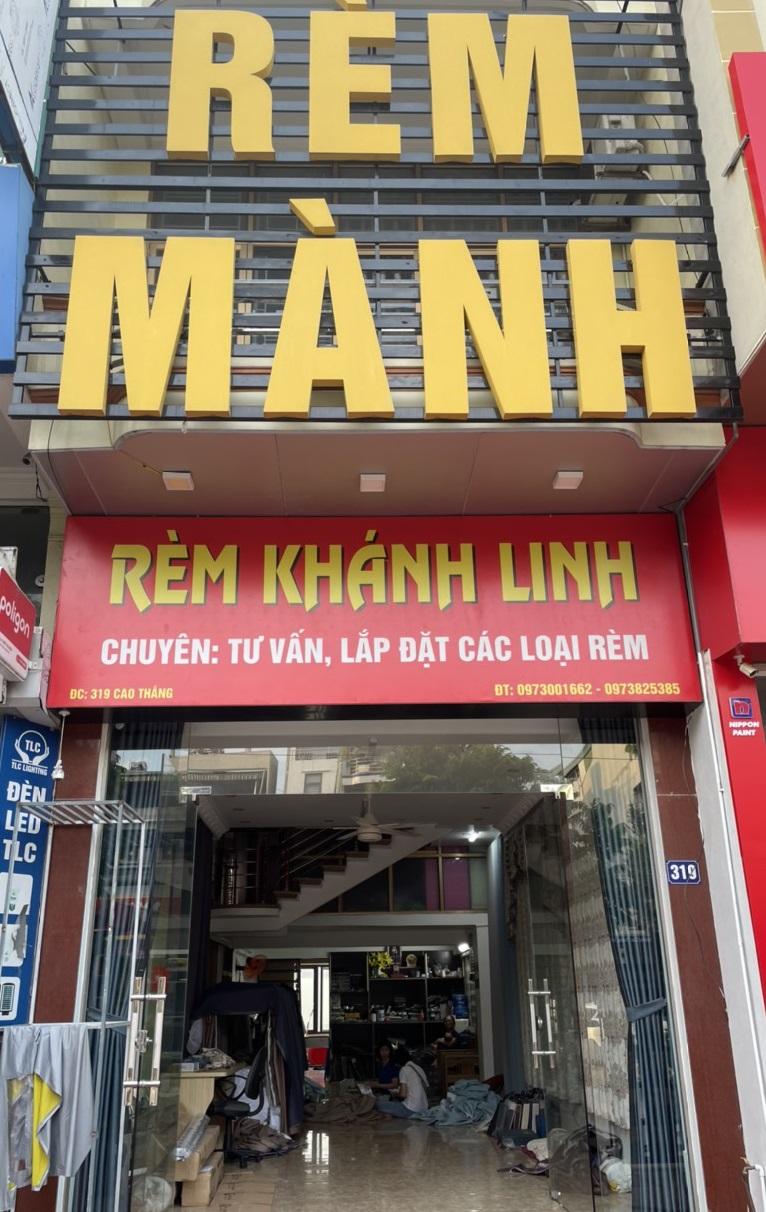 RÈM
MÀNH
RÈM KHÁNH LINH
CHUYÊN: TƯ VẤN, LẮP ĐẶT CÁC LOẠI RÈM
ĐC: 319 CAO THẮNG
ĐT: 0973001662 - 0973825385
poligon
TLC
TLC LIGHTING
ĐÈN
LED
TLC
n
NIPPON
PAINT
319